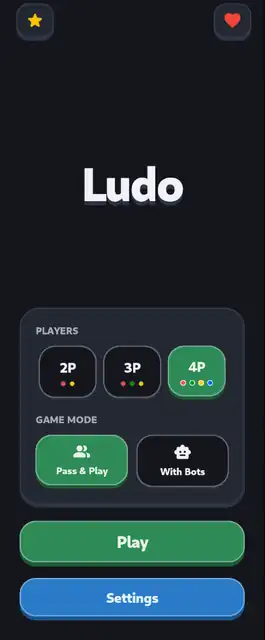 Ludo
PLAYERS
2P 3P 4P
GAME MODE
Pass & Play With Bots
Play
Settings